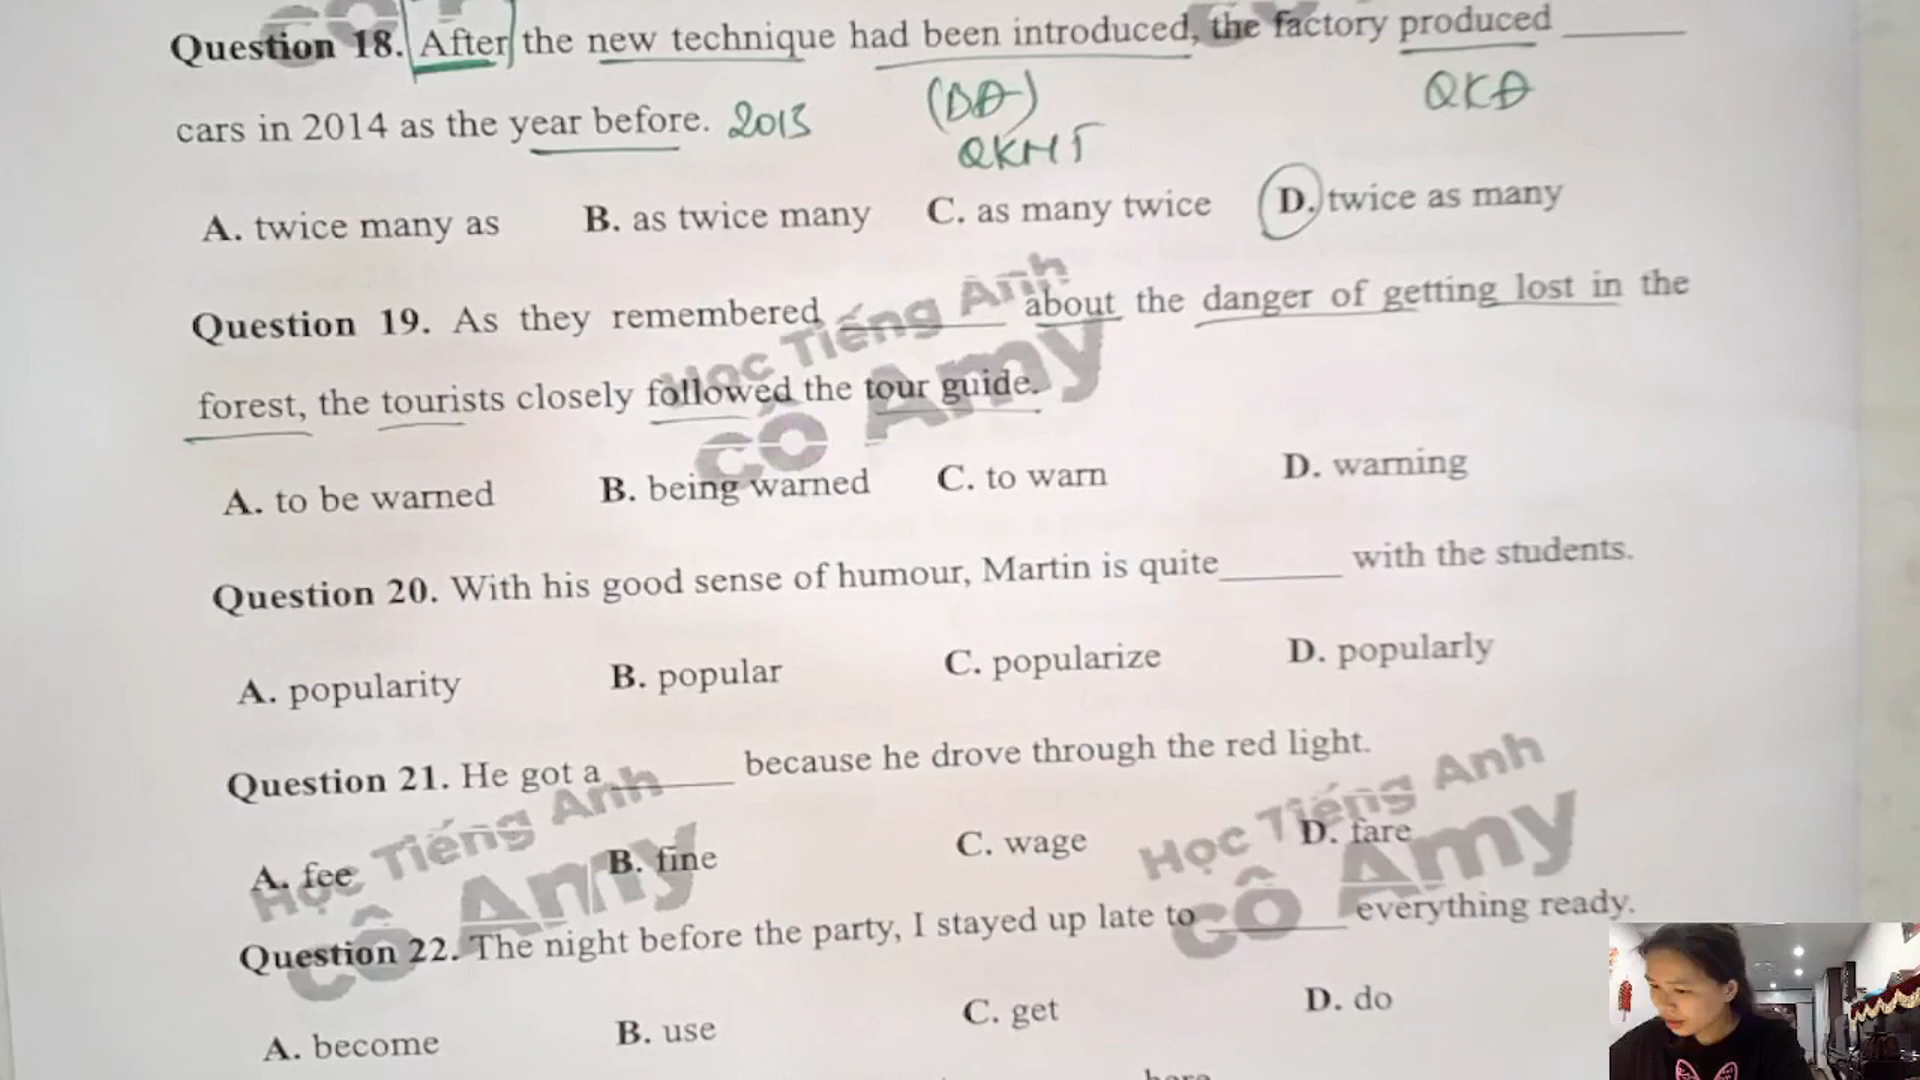 Question 18. After the new technique had been introduced, the factory produced ______
(BĐ)
QKĐ
cars in 2014 as the year before. 2013
QKHT
A. twice many as B. as twice many C. as many twice D. twice as many
Question 19. As they remembered ______ about the danger of getting lost in the
forest, the tourists closely followed the tour guide.
A. to be warned B. being warned C. to warn D. warning
Question 20. With his good sense of humour, Martin is quite ______ with the students.
A. popularity B. popular C. popularize D. popularly
Question 21. He got a ______ because he drove through the red light.
A. fee B. fine C. wage D. fare
Question 22. The night before the party, I stayed up late to ______ everything ready.
A. become B. use C. get D. do
Học Tiếng Anh
cô Amy
Học Tiếng Anh
cô Amy
Học Tiếng Anh
cô Amy